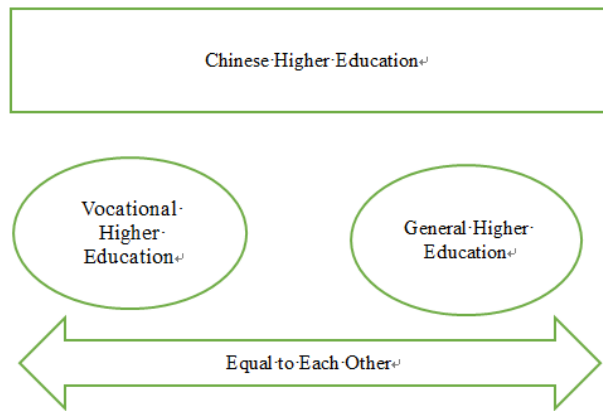 Chinese Higher Education
Vocational
Higher
Education
General Higher
Education
Equal to Each Other